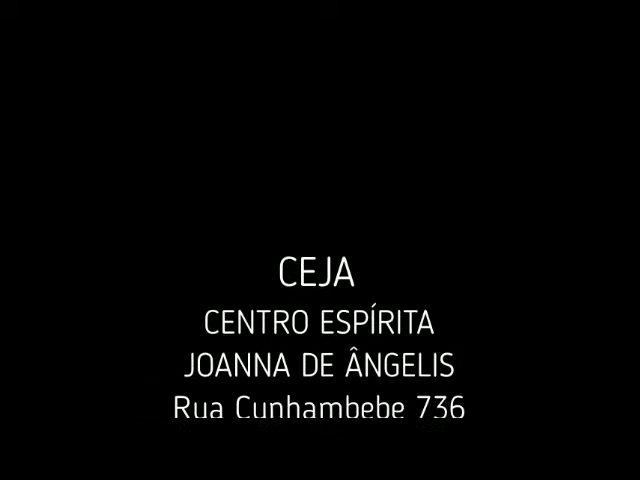 CEJA
CENTRO ESPÍRITA
JOANNA DE ÂNGELIS
Rua Cunhambebe 736